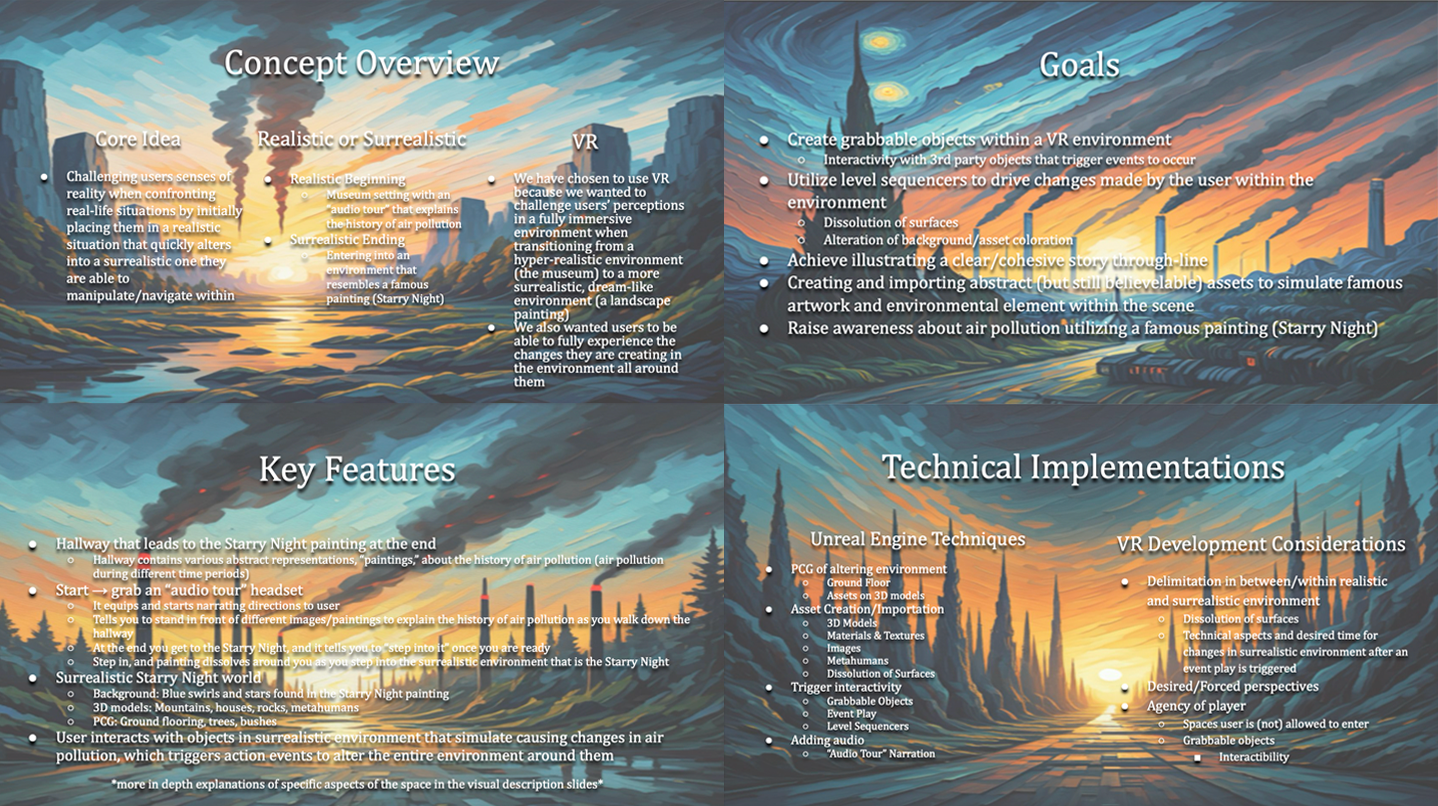 Concept Overview
Core Idea
● Challenging users senses of
reality when confronting
real-life situations by initially
placing them in a realistic
situation that quickly alters
into a surrealistic one they
are able to
manipulate/navigate within
Realistic or Surrealistic
● Realistic Beginning
○ Museum setting with an
"audio tour" that explains
the history of air pollution
● Surrealistic Ending
○ Entering into an
environment that
resembles a famous
painting (Starry Night)
VR
● We have chosen to use VR
because we wanted to
challenge users' perceptions
in a fully immersive
environment when
transitioning from a
hyper-realistic environment
(the museum) to a more
surrealistic, dream-like
environment (a landscape
painting)
● We also wanted users to be
able to fully experience the
changes they are creating in
the environment all around
them
Goals
● Create grabbable objects within a VR environment
○ Interactivity with 3rd party objects that trigger events to occur
● Utilize level sequencers to drive changes made by the user within the
environment
○ Dissolution of surfaces
○ Alteration of background/asset coloration
● Achieve illustrating a clear/cohesive story through-line
● Creating and importing abstract (but still believelable) assets to simulate famous
artwork and environmental element within the scene
● Raise awareness about air pollution utilizing a famous painting (Starry Night)
Key Features
● Hallway that leads to the Starry Night painting at the end
○ Hallway contains various abstract representations, "paintings," about the history of air pollution (air pollution
during different time periods)
● Start → grab an "audio tour" headset
○ It equips and starts narrating directions to user
○ Tells you to stand in front of different images/paintings to explain the history of air pollution as you walk down the
hallway
○ At the end you get to the Starry Night, and it tells you to "step into it" once you are ready
○ Step in, and painting dissolves around you as you step into the surrealistic environment that is the Starry Night
● Surrealistic Starry Night world
○ Background: Blue swirls and stars found in the Starry Night painting
○ 3D models: Mountains, houses, rocks, metahumans
○ PCG: Ground flooring, trees, bushes
● User interacts with objects in surrealistic environment that simulate causing changes in air
pollution, which triggers action events to alter the entire environment around them
*more in depth explanations of specific aspects of the space in the visual description slides*
Technical Implementations
Unreal Engine Techniques
● PCG of altering environment
○ Ground Floor
○ Assets on 3D models
● Asset Creation/Importation
○ 3D Models
○ Materials & Textures
○ Images
○ Metahumans
○ Dissolution of Surfaces
● Trigger interactivity
○ Grabbable Objects
○ Event Play
○ Level Sequencers
● Adding audio
○ "Audio Tour" Narration
VR Development Considerations
● Delimitation in between/within realistic
and surrealistic environment
○ Dissolution of surfaces
○ Technical aspects and desired time for
changes in surrealistic environment after an
event play is triggered
● Desired/Forced perspectives
● Agency of player
○ Spaces user is (not) allowed to enter
○ Grabbable objects
■ Interactibility